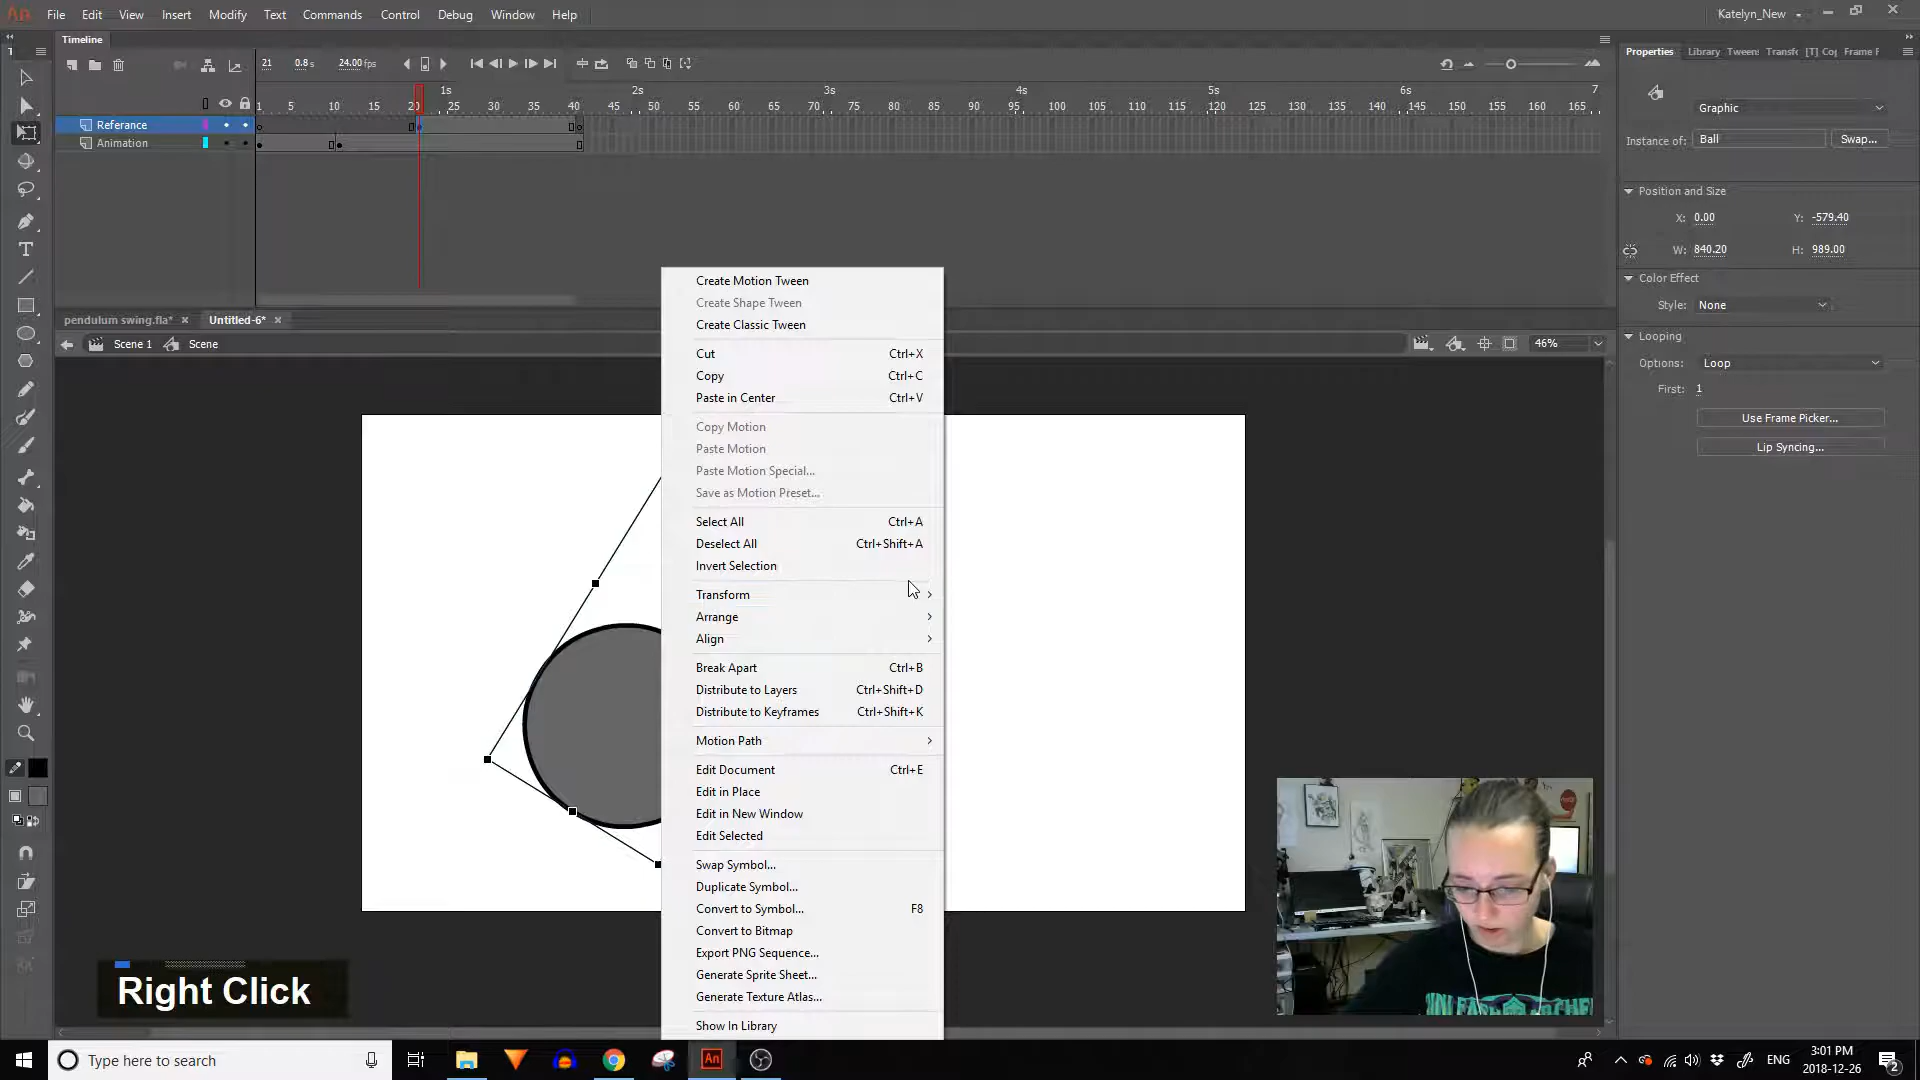 An File Edit View Insert Modify Text Commands Control Debug Window Help Katelyn_New
Timeline
21 0.8 s 24.00 fps
1s 2s 3s 4s 5s 6s 7
1 5 10 15 20 25 30 35 40 45 50 55 60 65 70 75 80 85 90 95 100 105 110 115 120 125 130 135 140 145 150 155 160 165
Referance
Animation
pendulum swing.fla* × Untitled-6* ×
Scene 1 Scene 46%
Create Motion Tween
Create Shape Tween
Create Classic Tween
Cut Ctrl+X
Copy Ctrl+C
Paste in Center Ctrl+V
Copy Motion
Paste Motion
Paste Motion Special...
Save as Motion Preset...
Select All Ctrl+A
Deselect All Ctrl+Shift+A
Invert Selection
Transform
Arrange
Align
Break Apart Ctrl+B
Distribute to Layers Ctrl+Shift+D
Distribute to Keyframes Ctrl+Shift+K
Motion Path
Edit Document Ctrl+E
Edit in Place
Edit in New Window
Edit Selected
Swap Symbol...
Duplicate Symbol...
Convert to Symbol... F8
Convert to Bitmap
Export PNG Sequence...
Generate Sprite Sheet...
Generate Texture Atlas...
Show In Library
Properties Library Tween Transf [T] Co Frame F
Graphic
Instance of: Ball Swap...
Position and Size
X: 0.00 Y: -579.40
W: 840.20 H: 989.00
Color Effect
Style: None
Looping
Options: Loop
First: 1
Use Frame Picker...
Lip Syncing...
Right Click
Type here to search
An
ENG
3:01 PM
2018-12-26
2